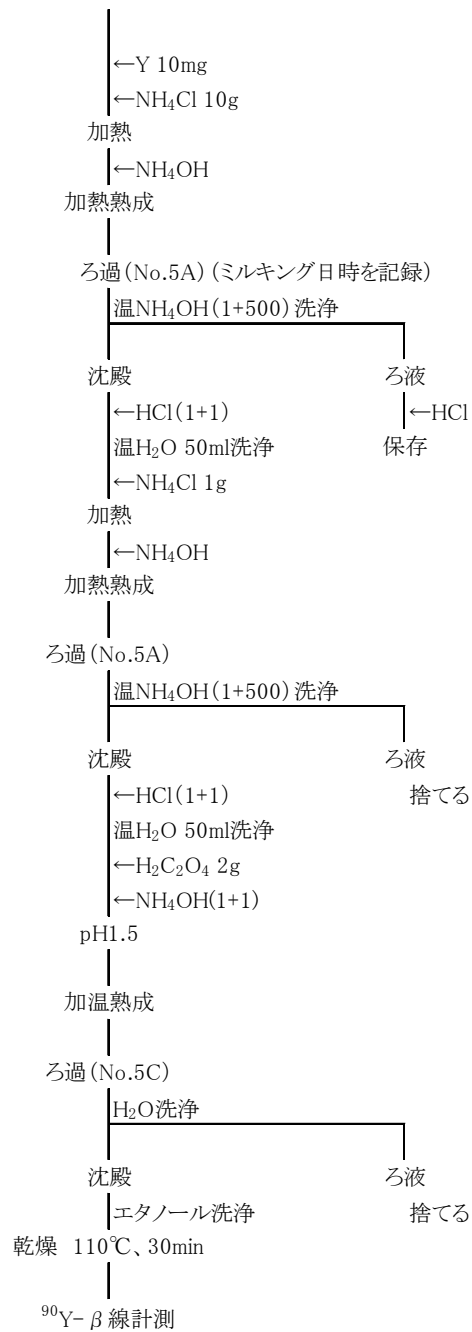 ←Y 10mg
←NH₄Cl 10g
加熱
←NH₄OH
加熱熟成
ろ過(No.5A) (ミルキング日時を記録)
温NH₄OH(1+500) 洗浄
沈殿 ろ液
←HCl(1+1) ←HCl
温H₂O 50ml洗浄 保存
←NH₄Cl 1g
加熱
←NH₄OH
加熱熟成
ろ過(No.5A)
温NH₄OH(1+500) 洗浄
沈殿 ろ液
←HCl(1+1) 捨てる
温H₂O 50ml洗浄
←H₂C₂O₄ 2g
←NH₄OH(1+1)
pH1.5
加温熟成
ろ過(No.5C)
H₂O洗浄
沈殿 ろ液
エタノール洗浄 捨てる
乾燥 110℃、30min
⁹⁰Y-β線計測